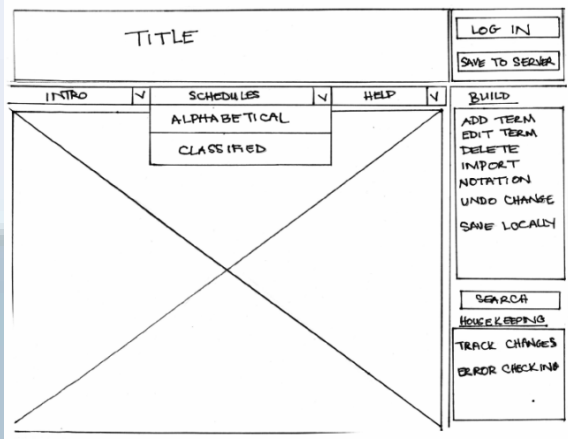 TITLE
LOG IN
SAVE TO SERVER
INTRO
SCHEDULES
HELP
ALPHABETICAL
CLASSIFIED
BUILD
ADD TERM
EDIT TERM
DELETE
IMPORT
NOTATION
UNDO CHANGE
SAVE LOCALLY
SEARCH
HOUSEKEEPING
TRACK CHANGES
ERROR CHECKING